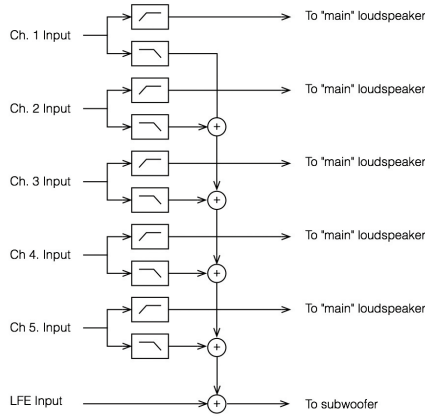 To "main" loudspeaker
Ch. 1 Input
To "main" loudspeaker
Ch. 2 Input
+
To "main" loudspeaker
Ch. 3 Input
+
To "main" loudspeaker
Ch 4. Input
+
To "main" loudspeaker
Ch 5. Input
+
LFE Input
+
To subwoofer